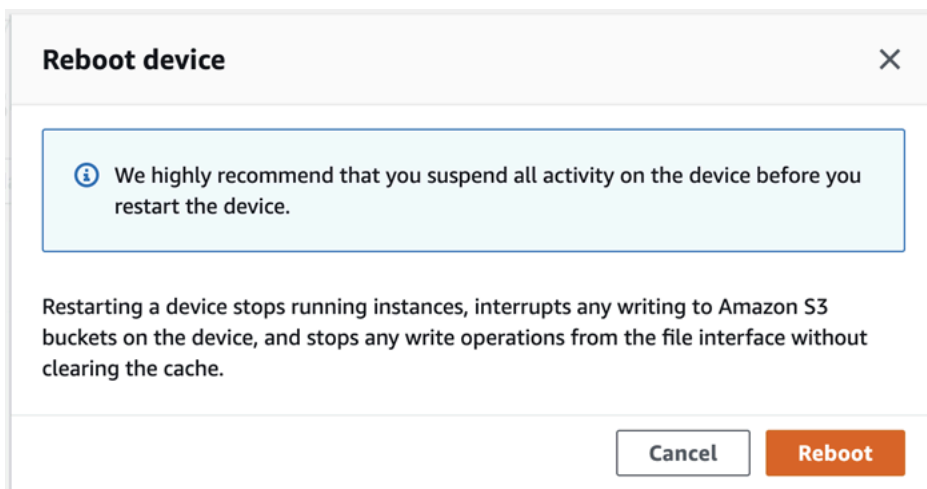 Reboot device
We highly recommend that you suspend all activity on the device before you
restart the device.
Restarting a device stops running instances, interrupts any writing to Amazon S3
buckets on the device, and stops any write operations from the file interface without
clearing the cache.
Cancel Reboot